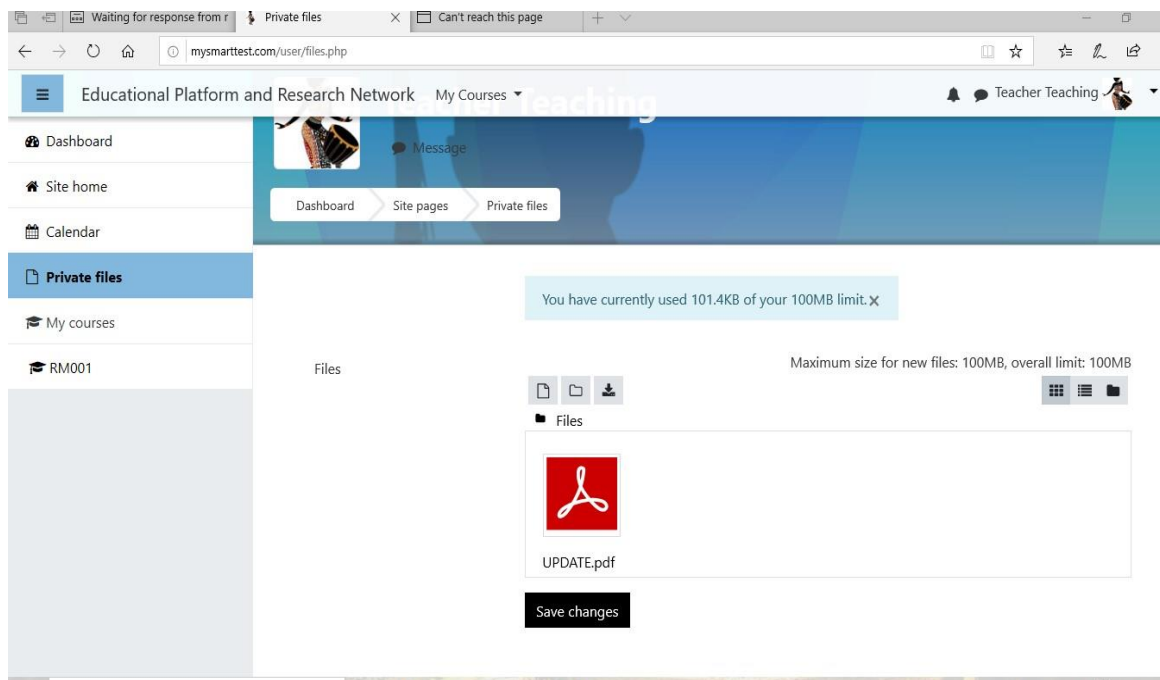 Waiting for response from r
Private files
Can't reach this page
mysmarttest.com/user/files.php
Educational Platform and Research Network
My Courses
Teacher Teaching
Teacher Teaching
Message
Dashboard
Site home
Calendar
Private files
My courses
RM001
Dashboard
Site pages
Private files
You have currently used 101.4KB of your 100MB limit.
Files
Maximum size for new files: 100MB, overall limit: 100MB
Files
UPDATE.pdf
Save changes